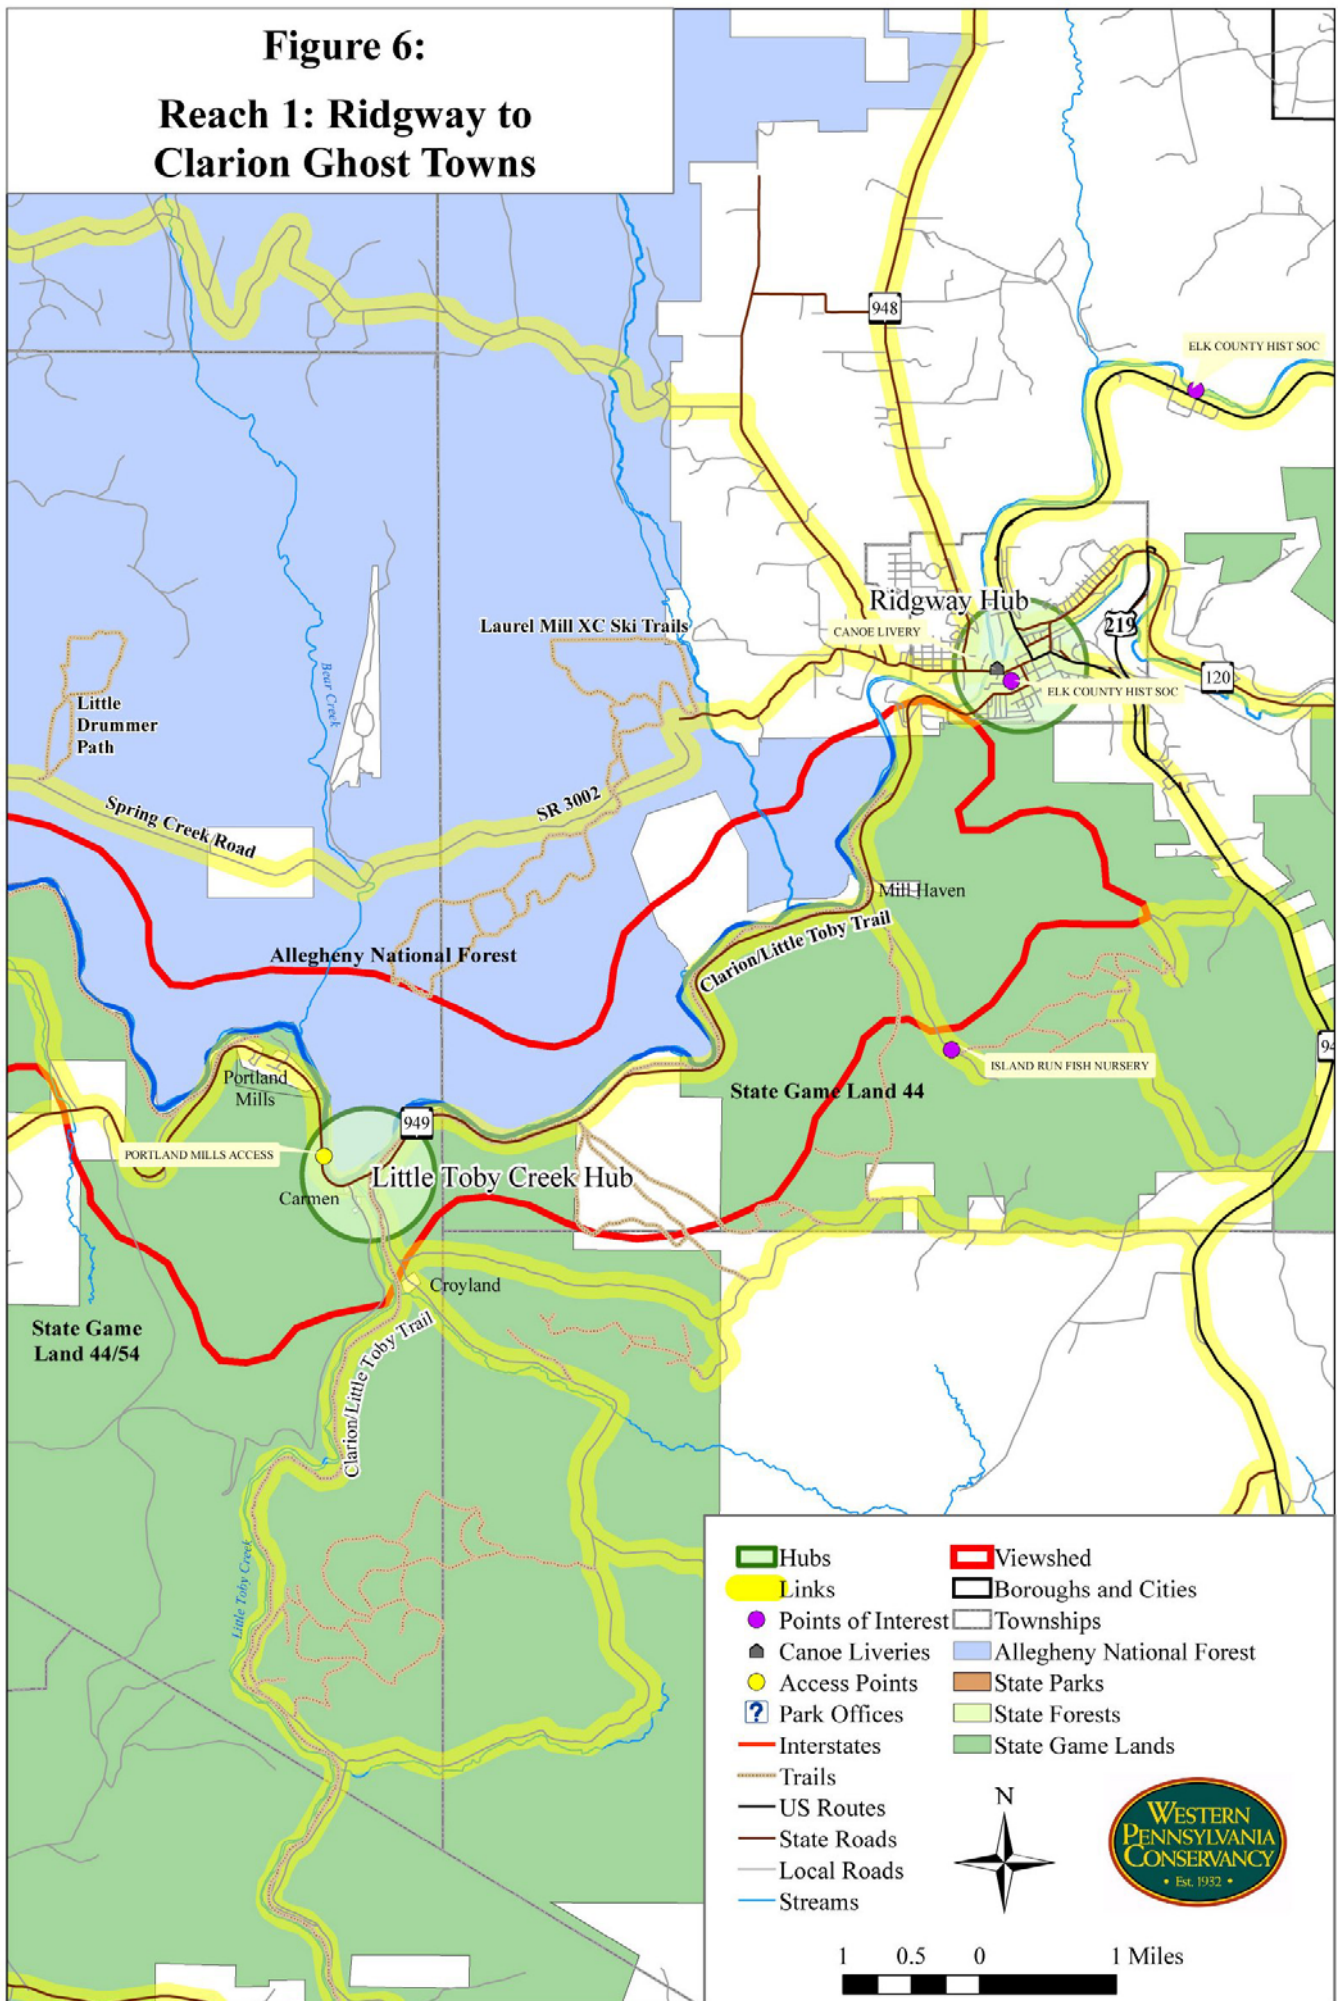 Figure 6:
Reach 1: Ridgway to
Clarion Ghost Towns
948
ELK COUNTY HIST SOC
Ridgway Hub
CANOE LIVERY
219
120
ELK COUNTY HIST SOC
Laurel Mill XC Ski Trails
Bear Creek
Little
Drummer
Path
Spring Creek Road
SR 3002
Mill Haven
Clarion/Little Toby Trail
Allegheny National Forest
ISLAND RUN FISH NURSERY
State Game Land 44
Portland
Mills
949
PORTLAND MILLS ACCESS
Little Toby Creek Hub
Carmen
Croyland
State Game
Land 44/54
Clarion/Little Toby Trail
Little Toby Creek
Hubs
Links
Points of Interest
Canoe Liveries
Access Points
? Park Offices
Interstates
Trails
US Routes
State Roads
Local Roads
Streams
Viewshed
Boroughs and Cities
Townships
Allegheny National Forest
State Parks
State Forests
State Game Lands
N
WESTERN
PENNSYLVANIA
CONSERVANCY
• Est. 1932 •
1 0.5 0 1 Miles